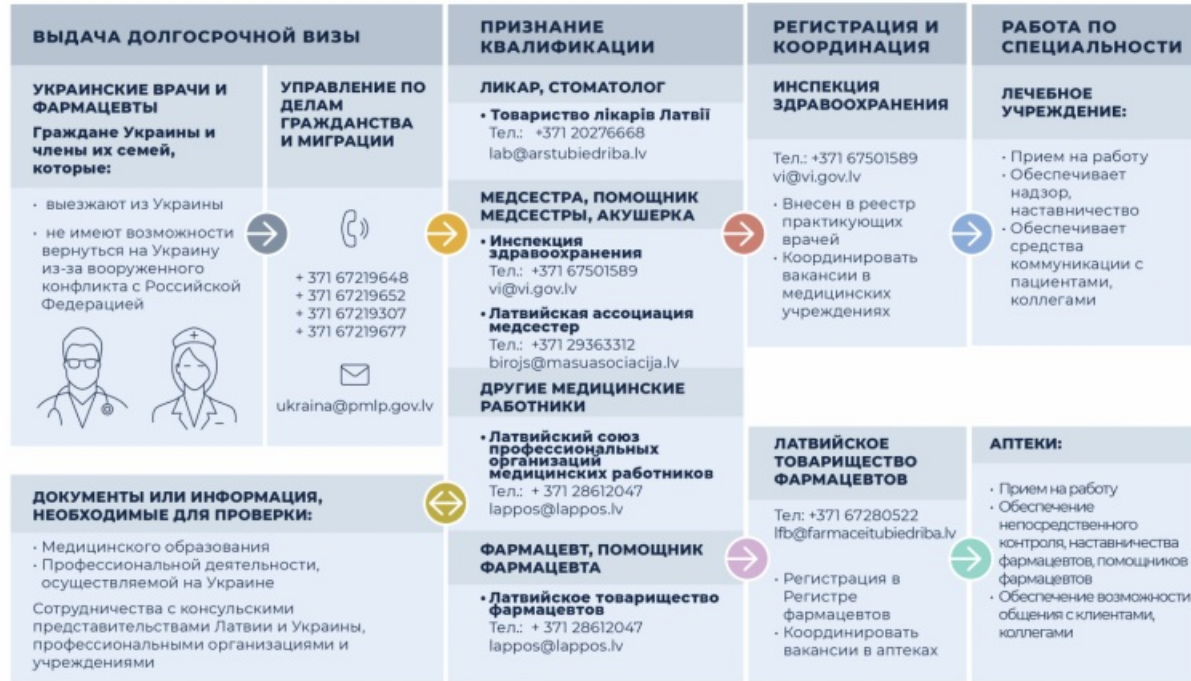 ВЫДАЧА ДОЛГОСРОЧНОЙ ВИЗЫ
УКРАИНСКИЕ ВРАЧИ И
ФАРМАЦЕВТЫ
Граждане Украины и
члены их семей,
которые:
· выезжают из Украины
· не имеют возможности
вернуться на Украину
из-за вооруженного
конфликта с Российской
Федерацией
УПРАВЛЕНИЕ ПО
ДЕЛАМ
ГРАЖДАНСТВА
И МИГРАЦИИ
+ 371 67219648
+ 371 67219652
+ 371 67219307
+ 371 67219677
ukraina@pmlp.gov.lv
ДОКУМЕНТЫ ИЛИ ИНФОРМАЦИЯ,
НЕОБХОДИМЫЕ ДЛЯ ПРОВЕРКИ:
· Медицинского образования
· Профессиональной деятельности,
осуществляемой на Украине
Сотрудничества с консульскими
представительствами Латвии и Украины,
профессиональными организациями и
учреждениями
ПРИЗНАНИЕ
КВАЛИФИКАЦИИ
ЛИКАР, СТОМАТОЛОГ
• Товариство лікарів Латвії
Тел.: +371 20276668
lab@arstubiedriba.lv
МЕДСЕСТРА, ПОМОЩНИК
МЕДСЕСТРЫ, АКУШЕРКА
• Инспекция
здравоохранения
Тел.: +371 67501589
vi@vi.gov.lv
• Латвийская ассоциация
медсестер
Тел.: +371 29363312
birojs@masuasociacija.lv
ДРУГИЕ МЕДИЦИНСКИЕ
РАБОТНИКИ
• Латвийский союз
профессиональных
организаций
медицинских работников
Тел.: + 371 28612047
lappos@lappos.lv
ФАРМАЦЕВТ, ПОМОЩНИК
ФАРМАЦЕВТА
• Латвийское товарищество
фармацевтов
Тел.: + 371 28612047
lappos@lappos.lv
РЕГИСТРАЦИЯ И
КООРДИНАЦИЯ
ИНСПЕКЦИЯ
ЗДРАВООХРАНЕНИЯ
Тел.: +371 67501589
vi@vi.gov.lv
· Внесен в реестр
практикующих
врачей
· Координировать
вакансии в
медицинских
учреждениях
ЛАТВИЙСКОЕ
ТОВАРИЩЕСТВО
ФАРМАЦЕВТОВ
Тел: +371 67280522
lfb@farmaceitubiedriba.lv
· Регистрация в
Регистре
фармацевтов
· Координировать
вакансии в аптеках
РАБОТА ПО
СПЕЦИАЛЬНОСТИ
ЛЕЧЕБНОЕ
УЧРЕЖДЕНИЕ:
· Прием на работу
· Обеспечивает
надзор,
наставничество
· Обеспечивает
средства
коммуникации с
пациентами,
коллегами
АПТЕКИ:
· Прием на работу
· Обеспечение
непосредственного
контроля, наставничества
фармацевтов, помощников
фармацевтов
· Обеспечение возможности
общения с клиентами,
коллегами